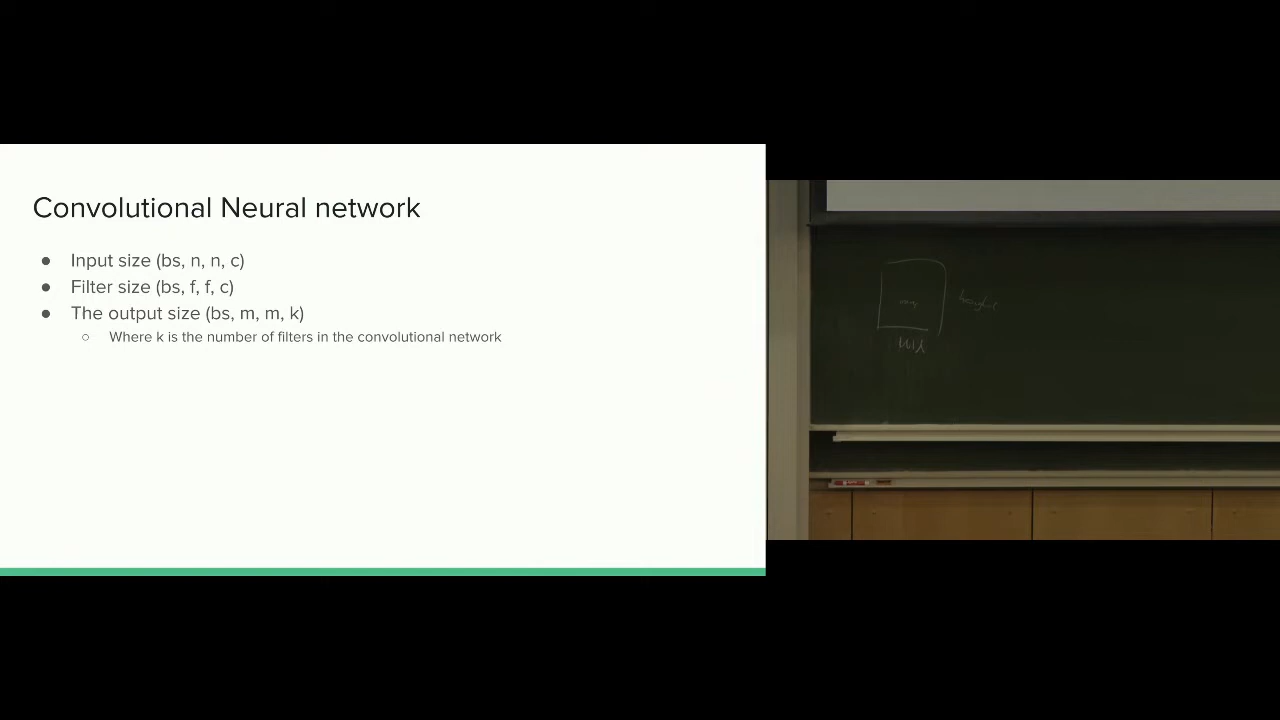 Convolutional Neural network
● Input size (bs, n, n, c)
● Filter size (bs, f, f, c)
● The output size (bs, m, m, k)
○ Where k is the number of filters in the convolutional network